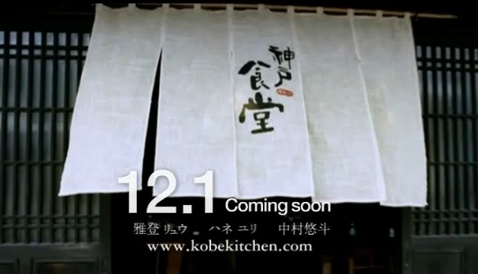 神戸
食堂
12.1 Coming soon
雅登リュウ ハネ ユリ 中村悠斗
www.kobekitchen.com